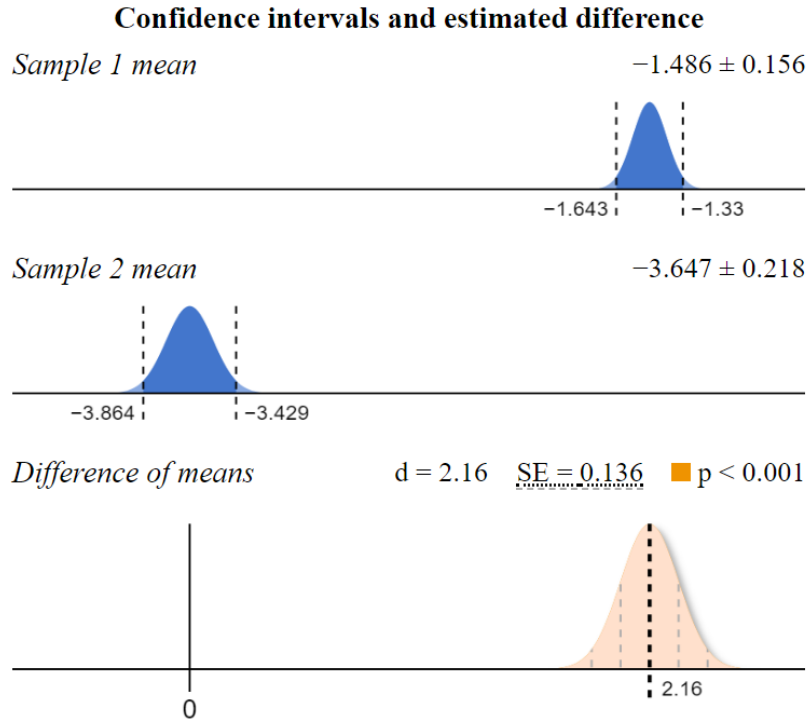 Confidence intervals and estimated difference
Sample 1 mean −1.486 ± 0.156
−1.643 −1.33
Sample 2 mean −3.647 ± 0.218
−3.864 −3.429
Difference of means d = 2.16 SE = 0.136 p < 0.001
2.16
0